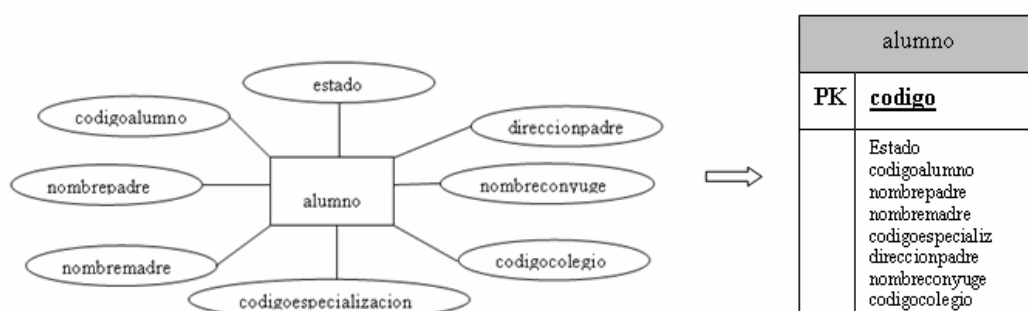 estado
codigoalumno
direccionpadre
nombrepadre
nombreconyuge
alumno
nombremadre
codigocolegio
codigoespecializacion
alumno
PK codigo
Estado
codigoalumno
nombrepadre
nombremadre
codigoespecializ
direccionpadre
nombreconyuge
codigocolegio